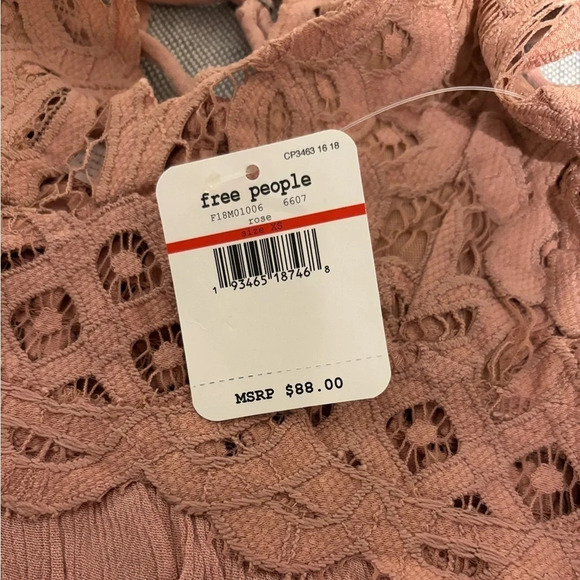 CP3463 16 18
free people
F18M01006 6607
rose
size XS
1 93465 18746 8
MSRP $88.00